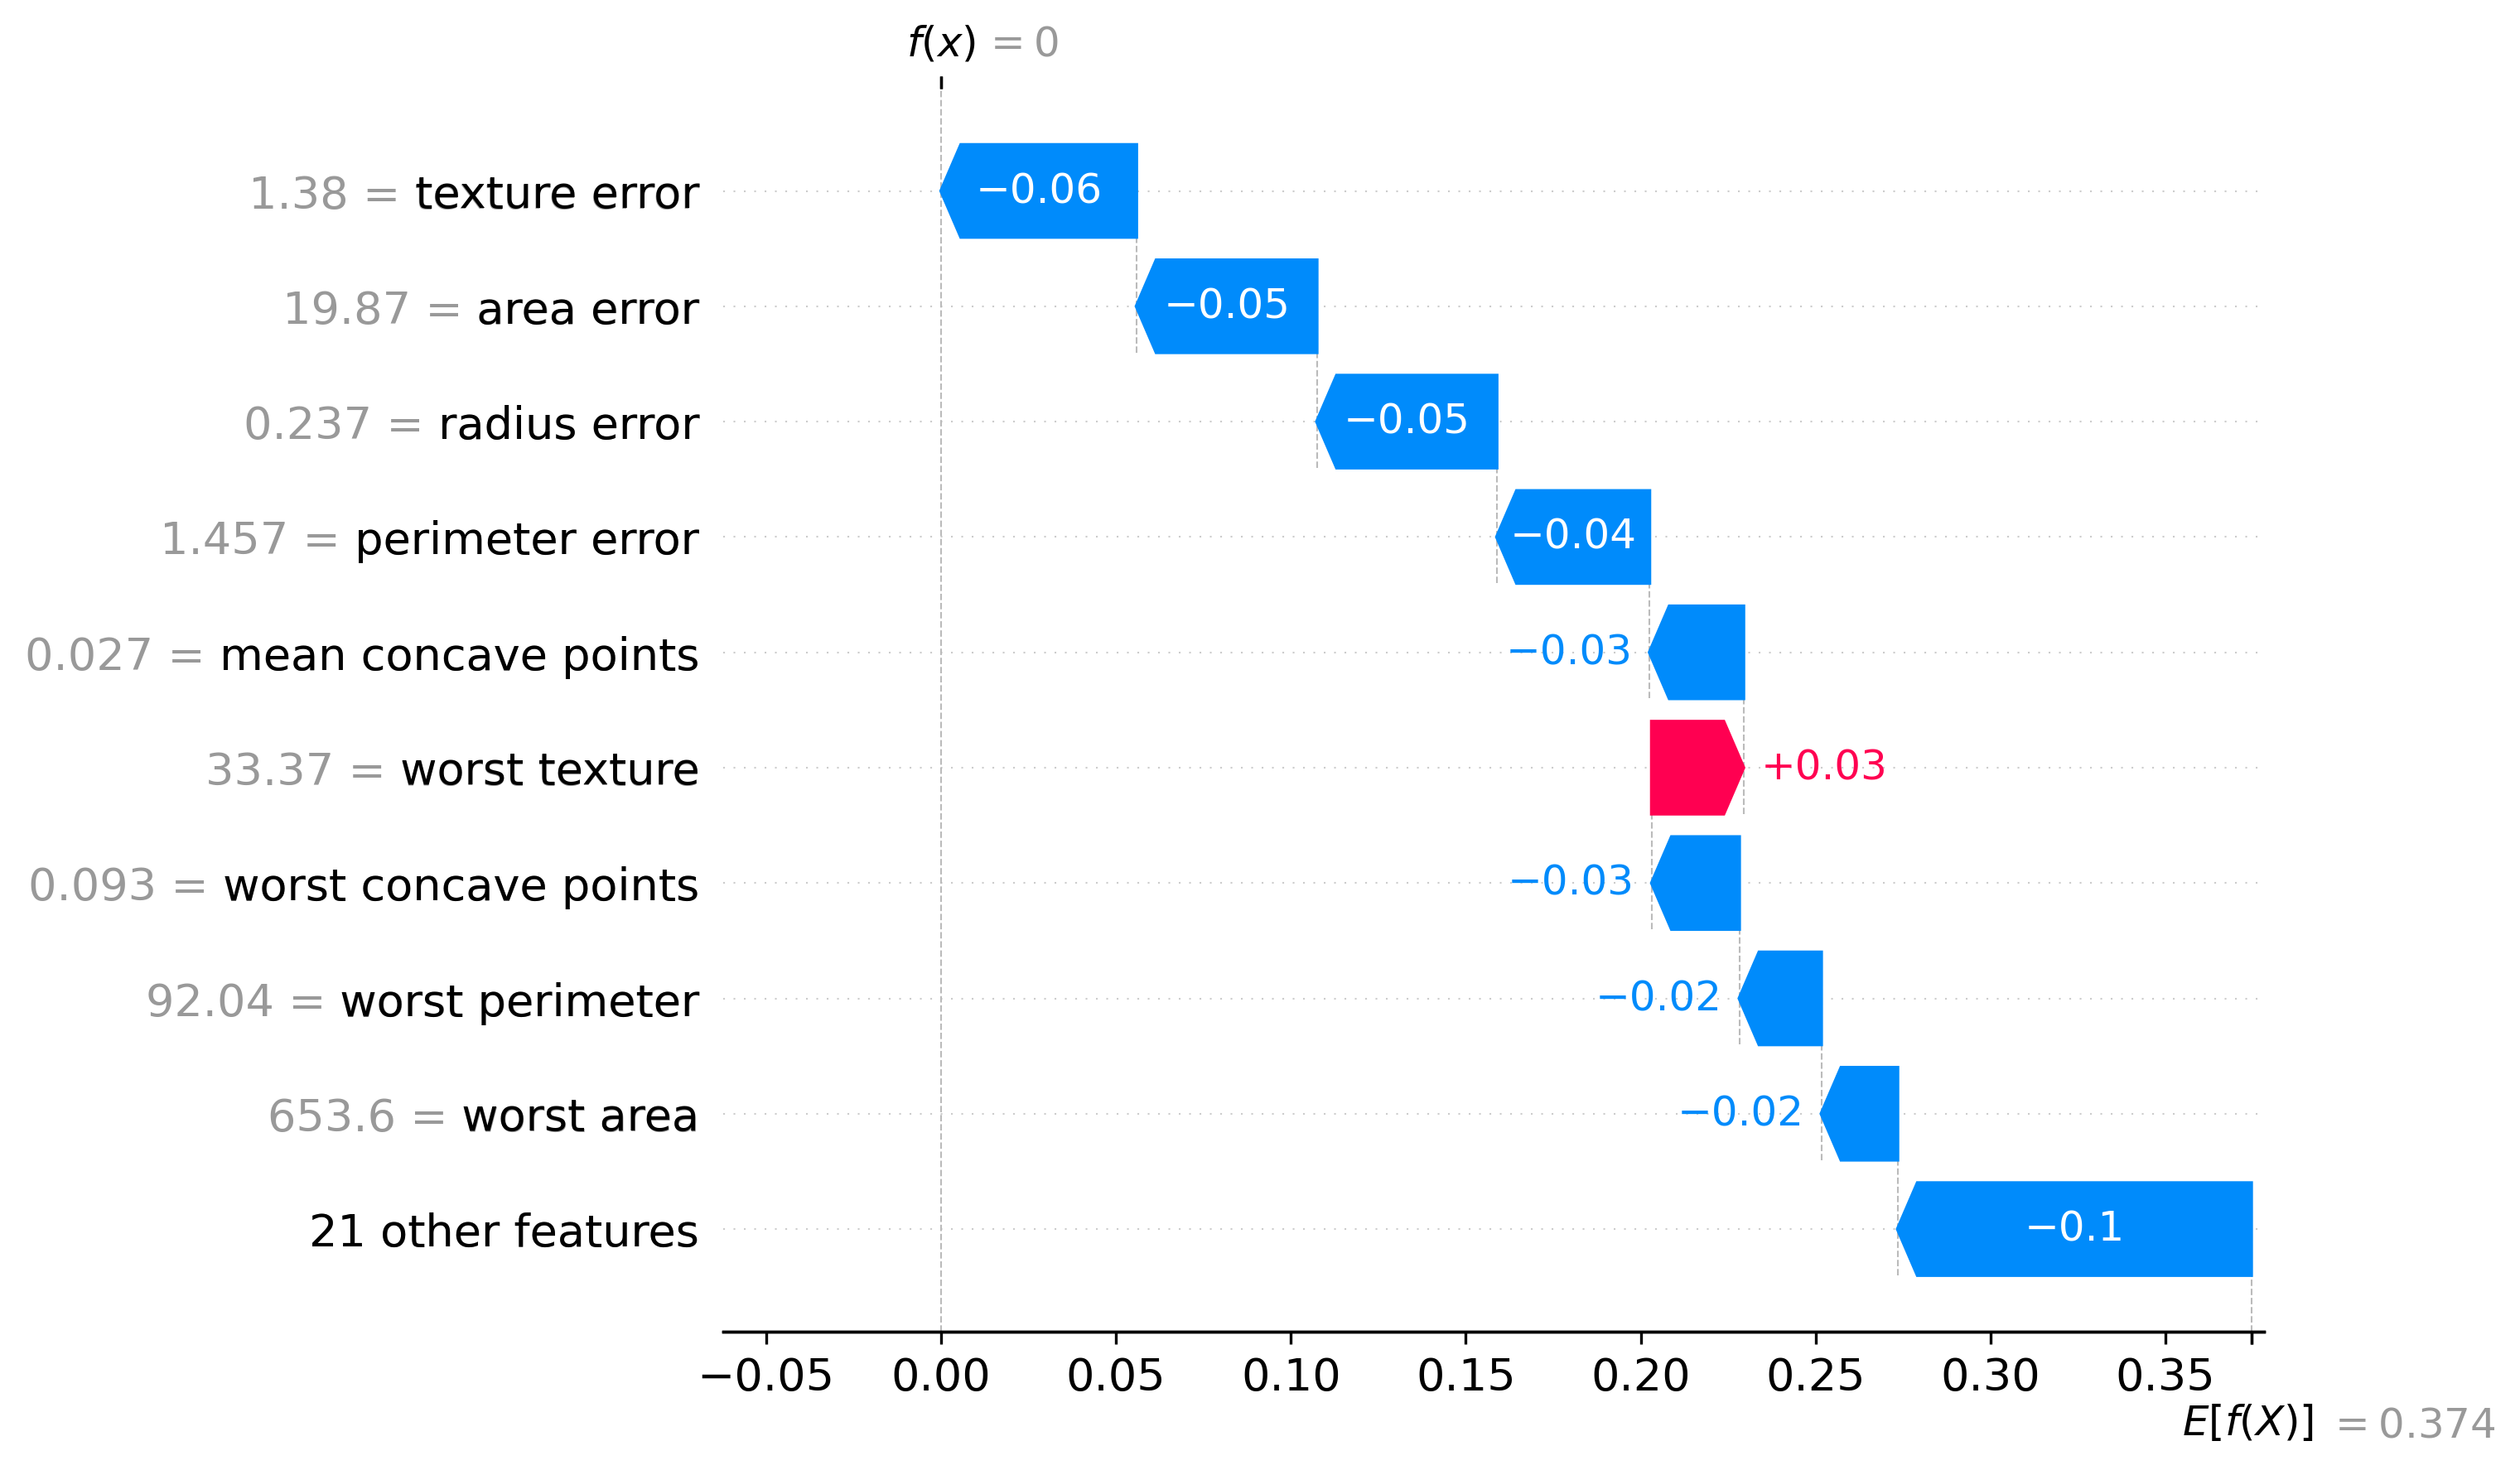 f(x) = 0
1.38 = texture error −0.06
19.87 = area error −0.05
0.237 = radius error −0.05
1.457 = perimeter error −0.04
0.027 = mean concave points −0.03
33.37 = worst texture +0.03
0.093 = worst concave points −0.03
92.04 = worst perimeter −0.02
653.6 = worst area −0.02
21 other features −0.1
−0.05 0.00 0.05 0.10 0.15 0.20 0.25 0.30 0.35
E[f(X)] = 0.374